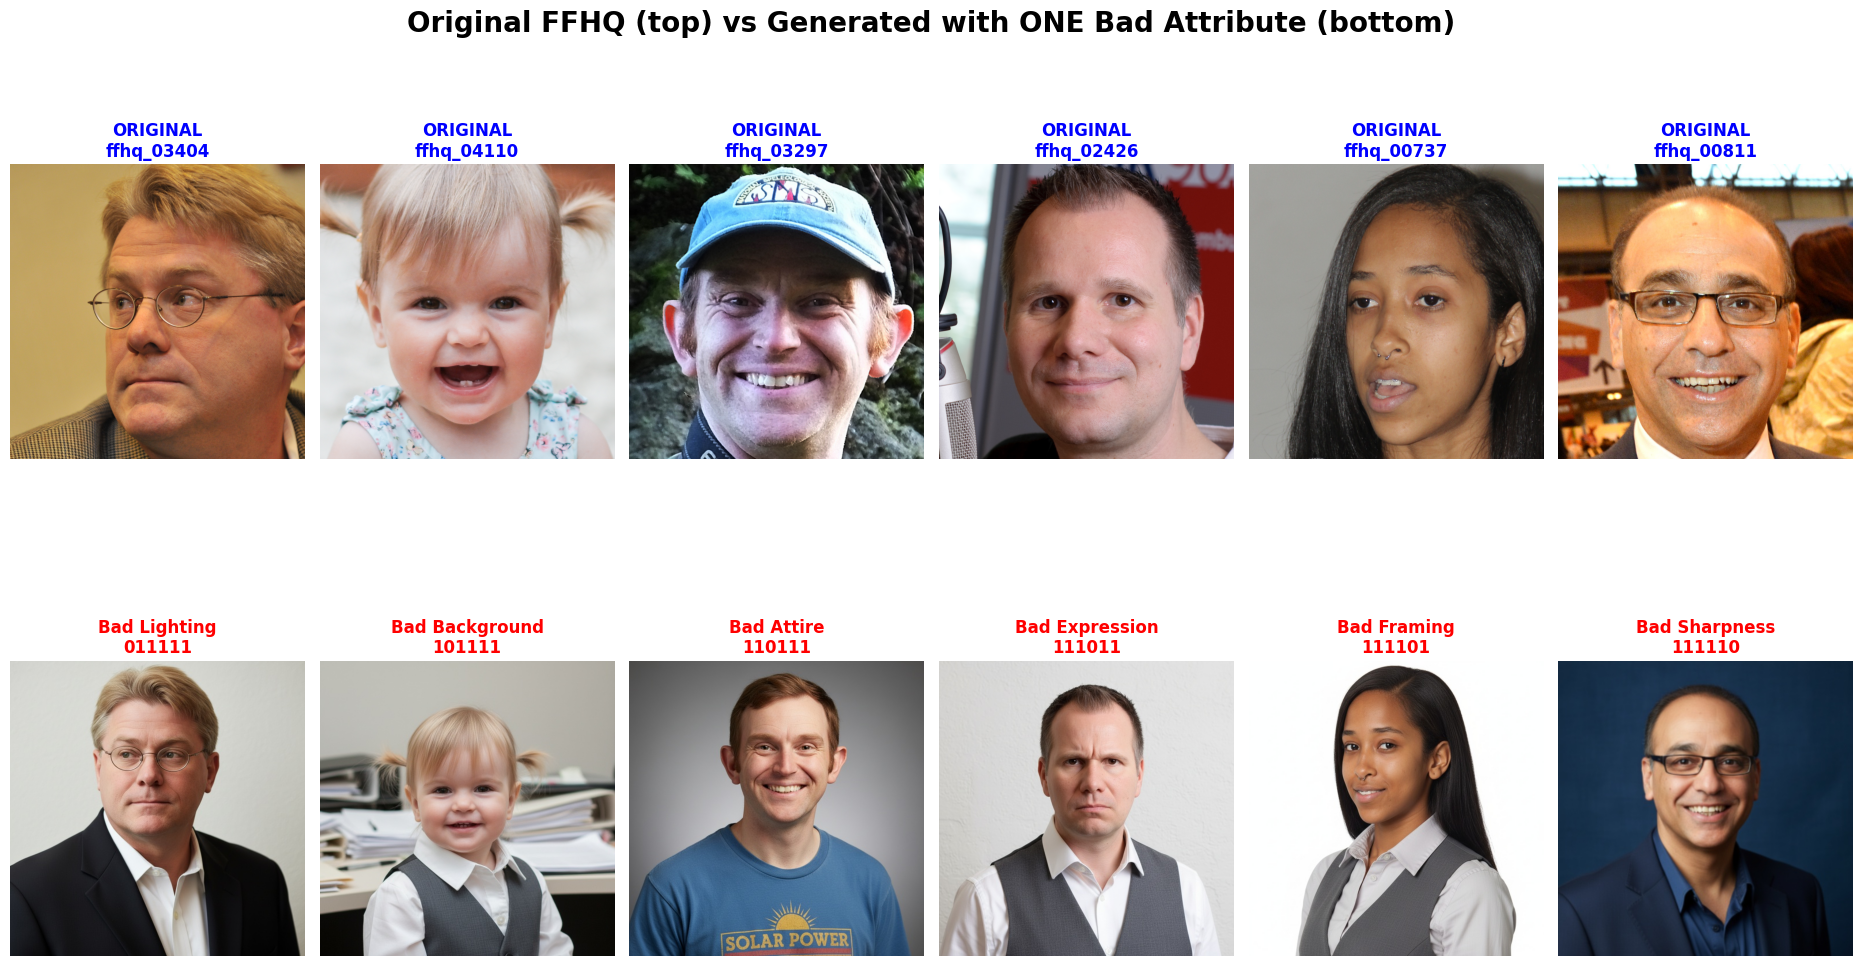 Original FFHQ (top) vs Generated with ONE Bad Attribute (bottom)
ORIGINAL
ffhq_03404
ORIGINAL
ffhq_04110
ORIGINAL
ffhq_03297
ORIGINAL
ffhq_02426
ORIGINAL
ffhq_00737
ORIGINAL
ffhq_00811
Bad Lighting
011111
Bad Background
101111
Bad Attire
110111
Bad Expression
111011
Bad Framing
111101
Bad Sharpness
111110
SOLAR POWER